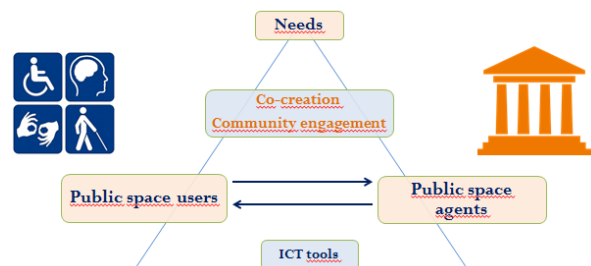 Needs
Co-creation
Community engagement
Public space users
Public space
agents
ICT tools